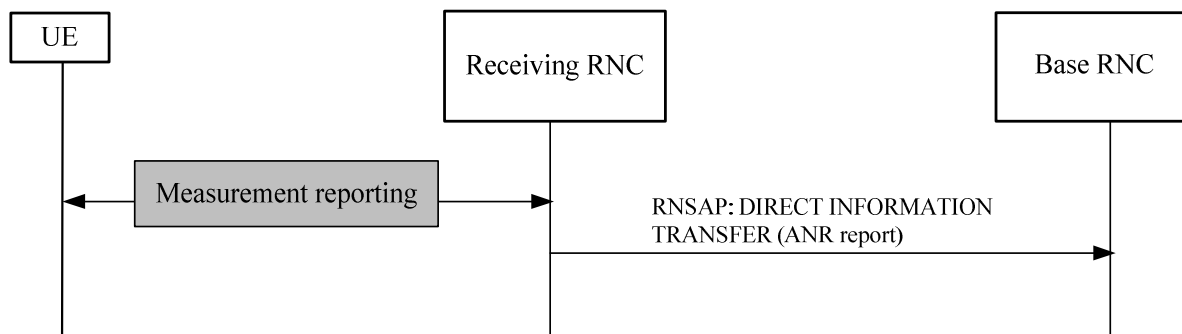 UE
Receiving RNC
Base RNC
Measurement reporting
RNSAP: DIRECT INFORMATION
TRANSFER (ANR report)